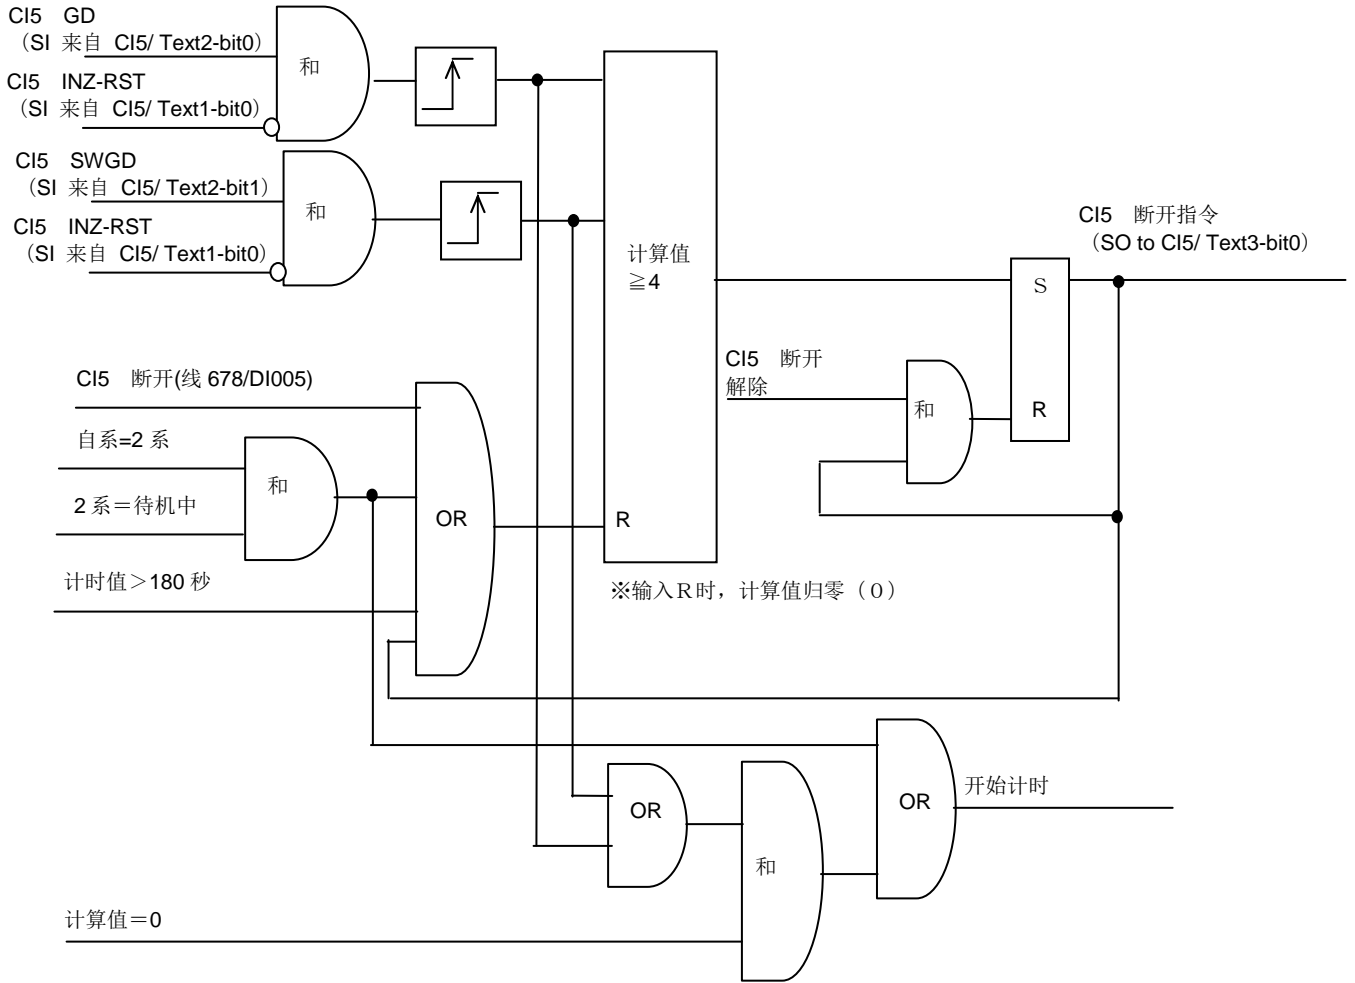 CI5 GD
（SI 来自 CI5/ Text2-bit0）
和
CI5 INZ-RST
（SI 来自 CI5/ Text1-bit0）
CI5 SWGD
（SI 来自 CI5/ Text2-bit1）
和
CI5 INZ-RST
（SI 来自 CI5/ Text1-bit0）
计算值
≧4
CI5 断开指令
（SO to CI5/ Text3-bit0）
S
CI5 断开
解除
和
R
CI5 断开(线 678/DI005)
自系=2 系
和
2 系＝待机中
OR
R
计时值＞180 秒
※输入R时，计算值归零（0）
OR
和
OR
开始计时
计算值＝0